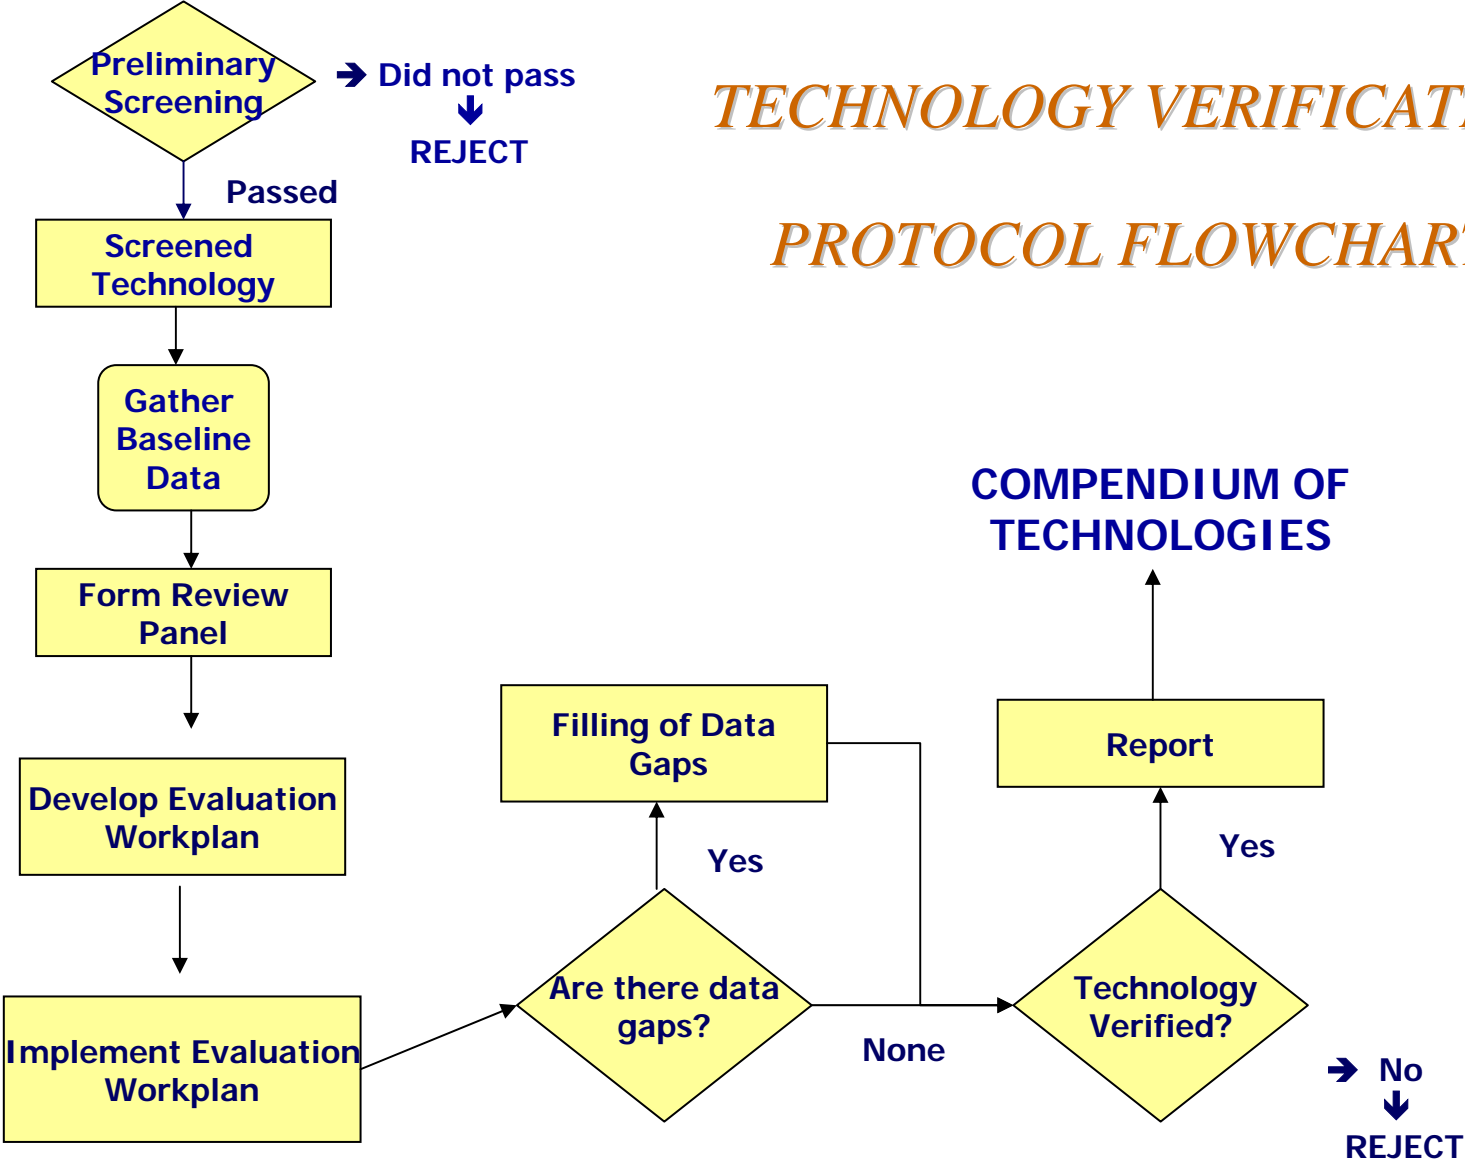 Preliminary
Screening
Did not pass
REJECT
Passed
TECHNOLOGY VERIFICATI
PROTOCOL FLOWCHART
Screened
Technology
Gather
Baseline
Data
Form Review
Panel
Develop Evaluation
Workplan
Implement Evaluation
Workplan
Filling of Data
Gaps
Yes
Are there data
gaps?
None
COMPENDIUM OF
TECHNOLOGIES
Report
Yes
Technology
Verified?
No
REJECT